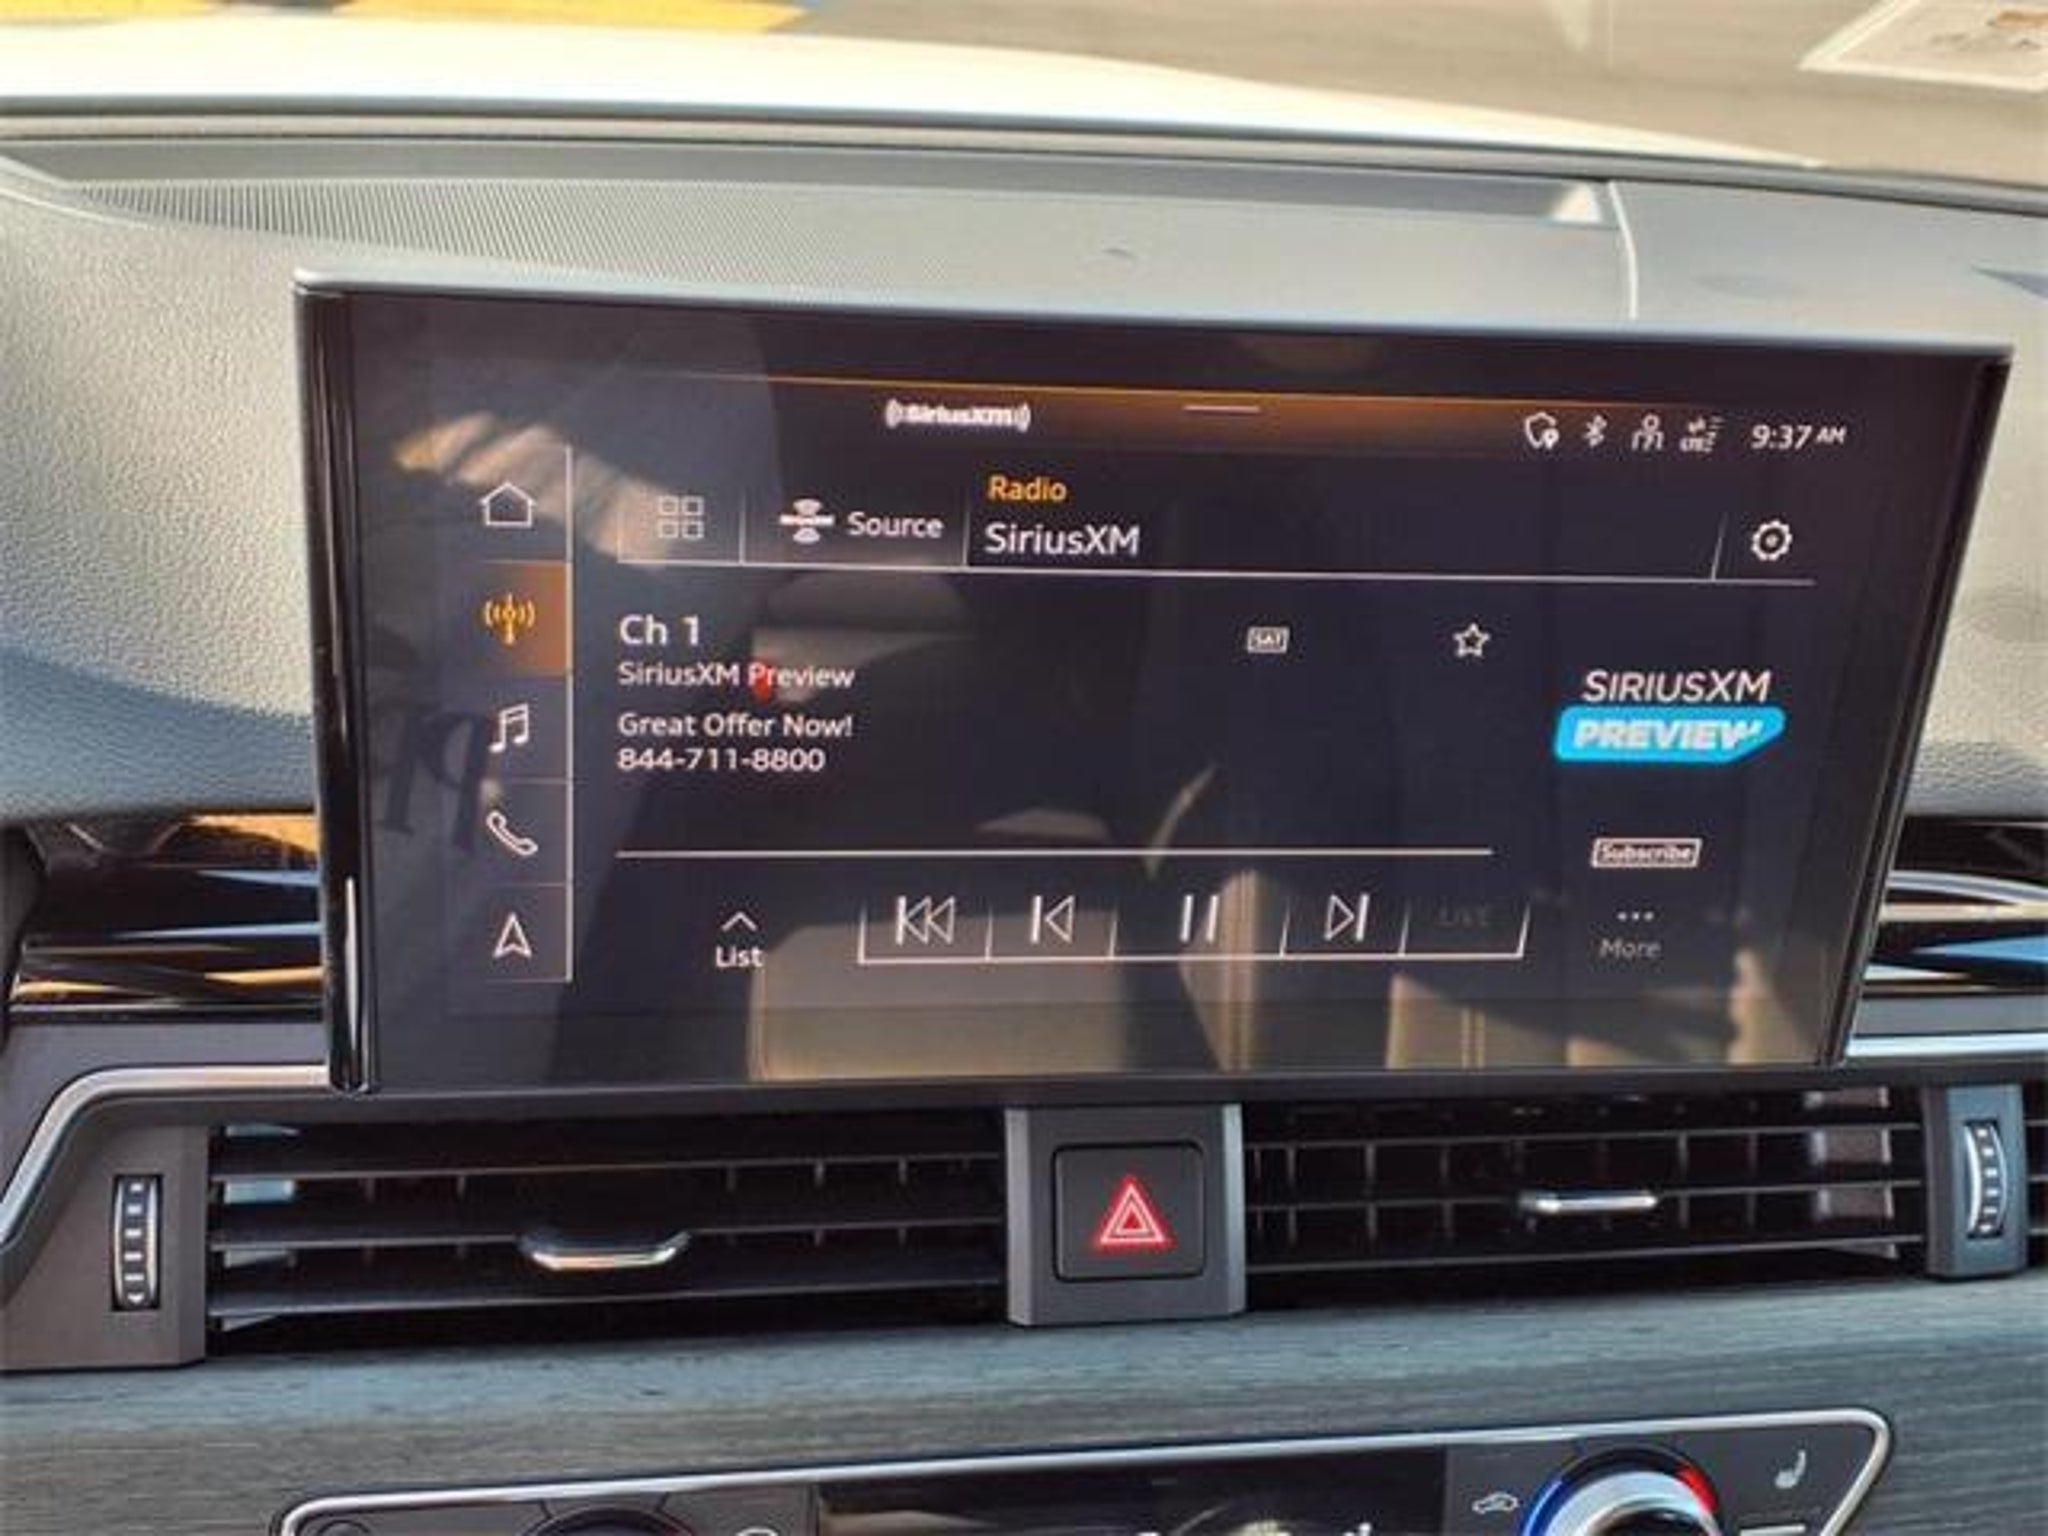 SiriusXM
9:37 AM
Radio
Source
SiriusXM
Ch 1
SAT
SiriusXM Preview
SIRIUSXM
PREVIEW
Great Offer Now!
844-711-8800
Subscribe
List
More